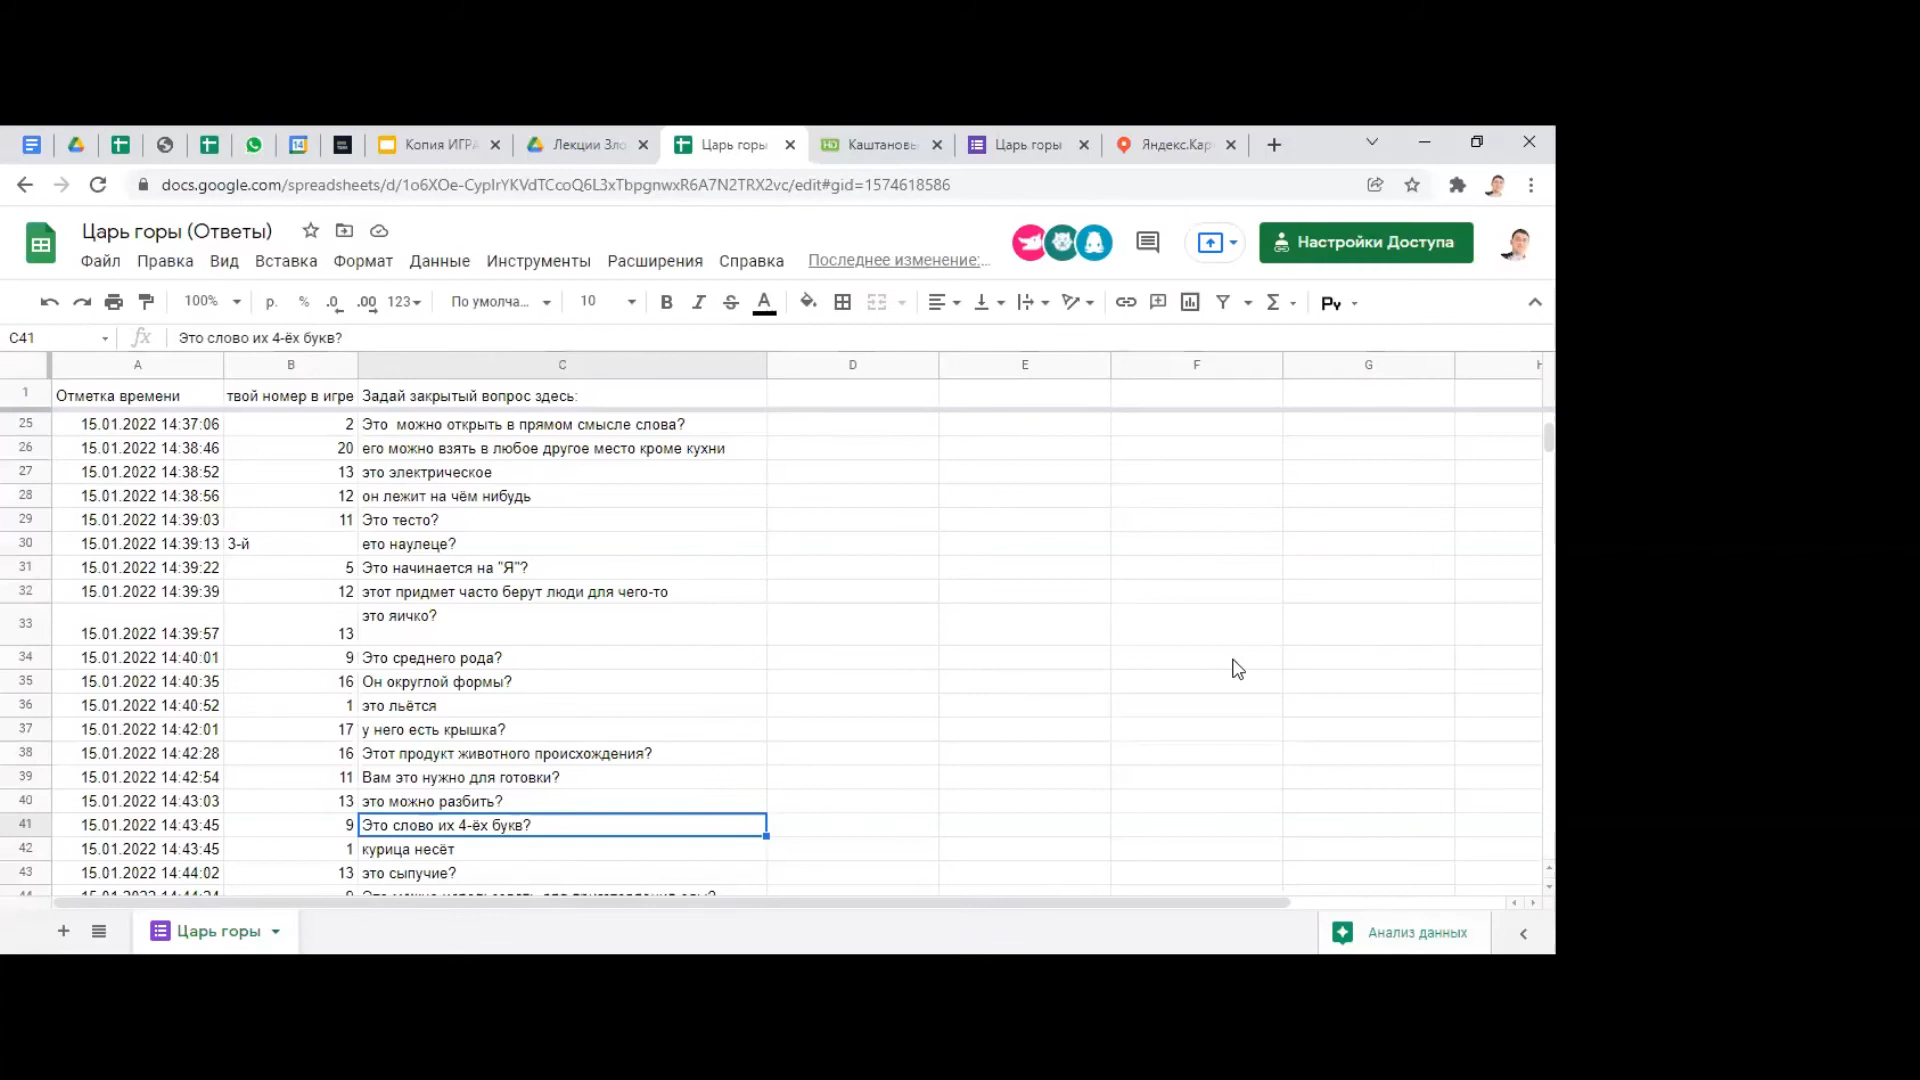 14 Копия ИГРА Лекции Зло Царь горы Каштановь Царь горы Яндекс.Кар
docs.google.com/spreadsheets/d/1o6XOe-CypIrYKVdTCcoQ6L3xTbpgnwxR6A7N2TRX2vc/edit#gid=1574618586
Царь горы (Ответы)
Настройки Доступа
Файл Правка Вид Вставка Формат Данные Инструменты Расширения Справка Последнее изменение:...
100% р. % .0 .00 123 По умолча... 10 B I S A Σ Ру
C41 fx Это слово их 4-ёх букв?
A B C D E F G H
1 Отметка времени твой номер в игре Задай закрытый вопрос здесь:
25 15.01.2022 14:37:06 2 Это можно открыть в прямом смысле слова?
26 15.01.2022 14:38:46 20 его можно взять в любое другое место кроме кухни
27 15.01.2022 14:38:52 13 это электрическое
28 15.01.2022 14:38:56 12 он лежит на чём нибудь
29 15.01.2022 14:39:03 11 Это тесто?
30 15.01.2022 14:39:13 3-й ето наулеце?
31 15.01.2022 14:39:22 5 Это начинается на "Я"?
32 15.01.2022 14:39:39 12 этот придмет часто берут люди для чего-то
33 15.01.2022 14:39:57 13 это яичко?
34 15.01.2022 14:40:01 9 Это среднего рода?
35 15.01.2022 14:40:35 16 Он округлой формы?
36 15.01.2022 14:40:52 1 это льётся
37 15.01.2022 14:42:01 17 у него есть крышка?
38 15.01.2022 14:42:28 16 Этот продукт животного происхождения?
39 15.01.2022 14:42:54 11 Вам это нужно для готовки?
40 15.01.2022 14:43:03 13 это можно разбить?
41 15.01.2022 14:43:45 9 Это слово их 4-ёх букв?
42 15.01.2022 14:43:45 1 курица несёт
43 15.01.2022 14:44:02 13 это сыпучие?
Царь горы
Анализ данных